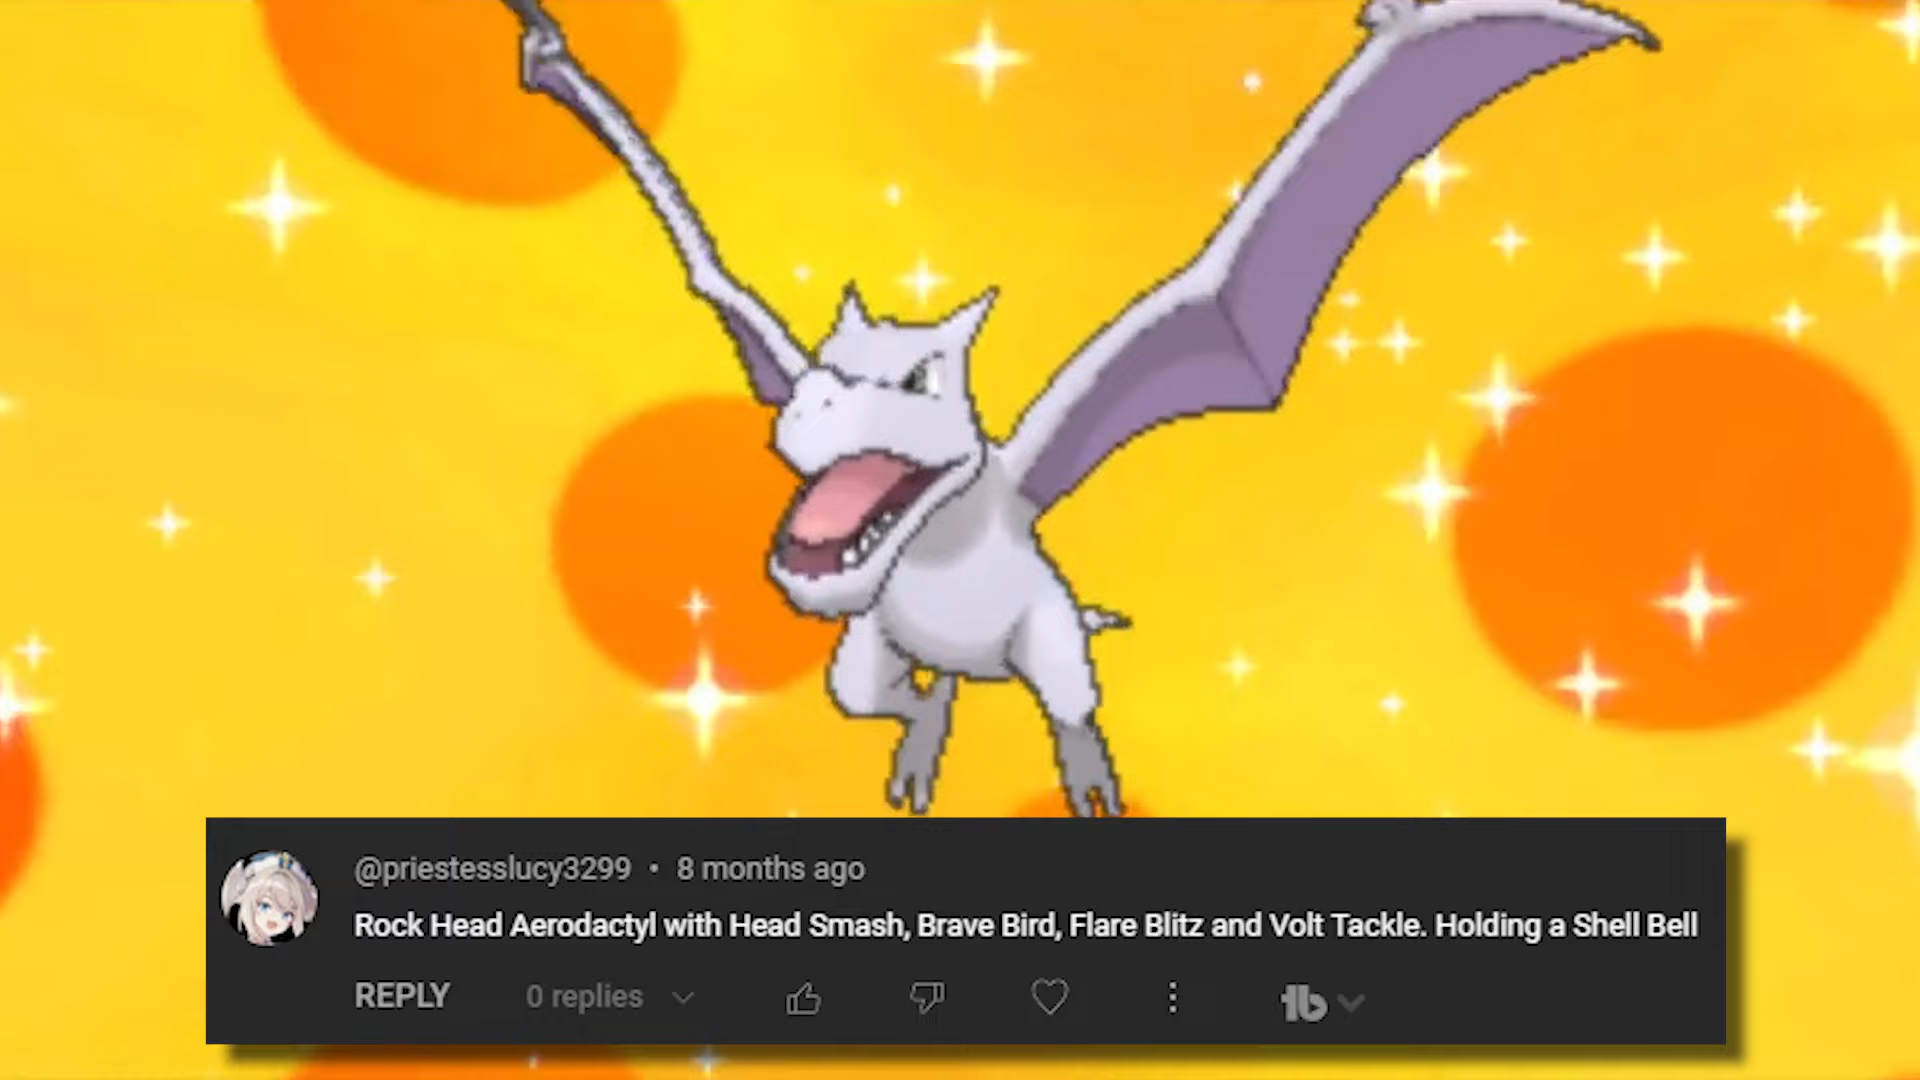 @priestesslucy3299 • 8 months ago
Rock Head Aerodactyl with Head Smash, Brave Bird, Flare Blitz and Volt Tackle. Holding a Shell Bell
REPLY 0 replies tb